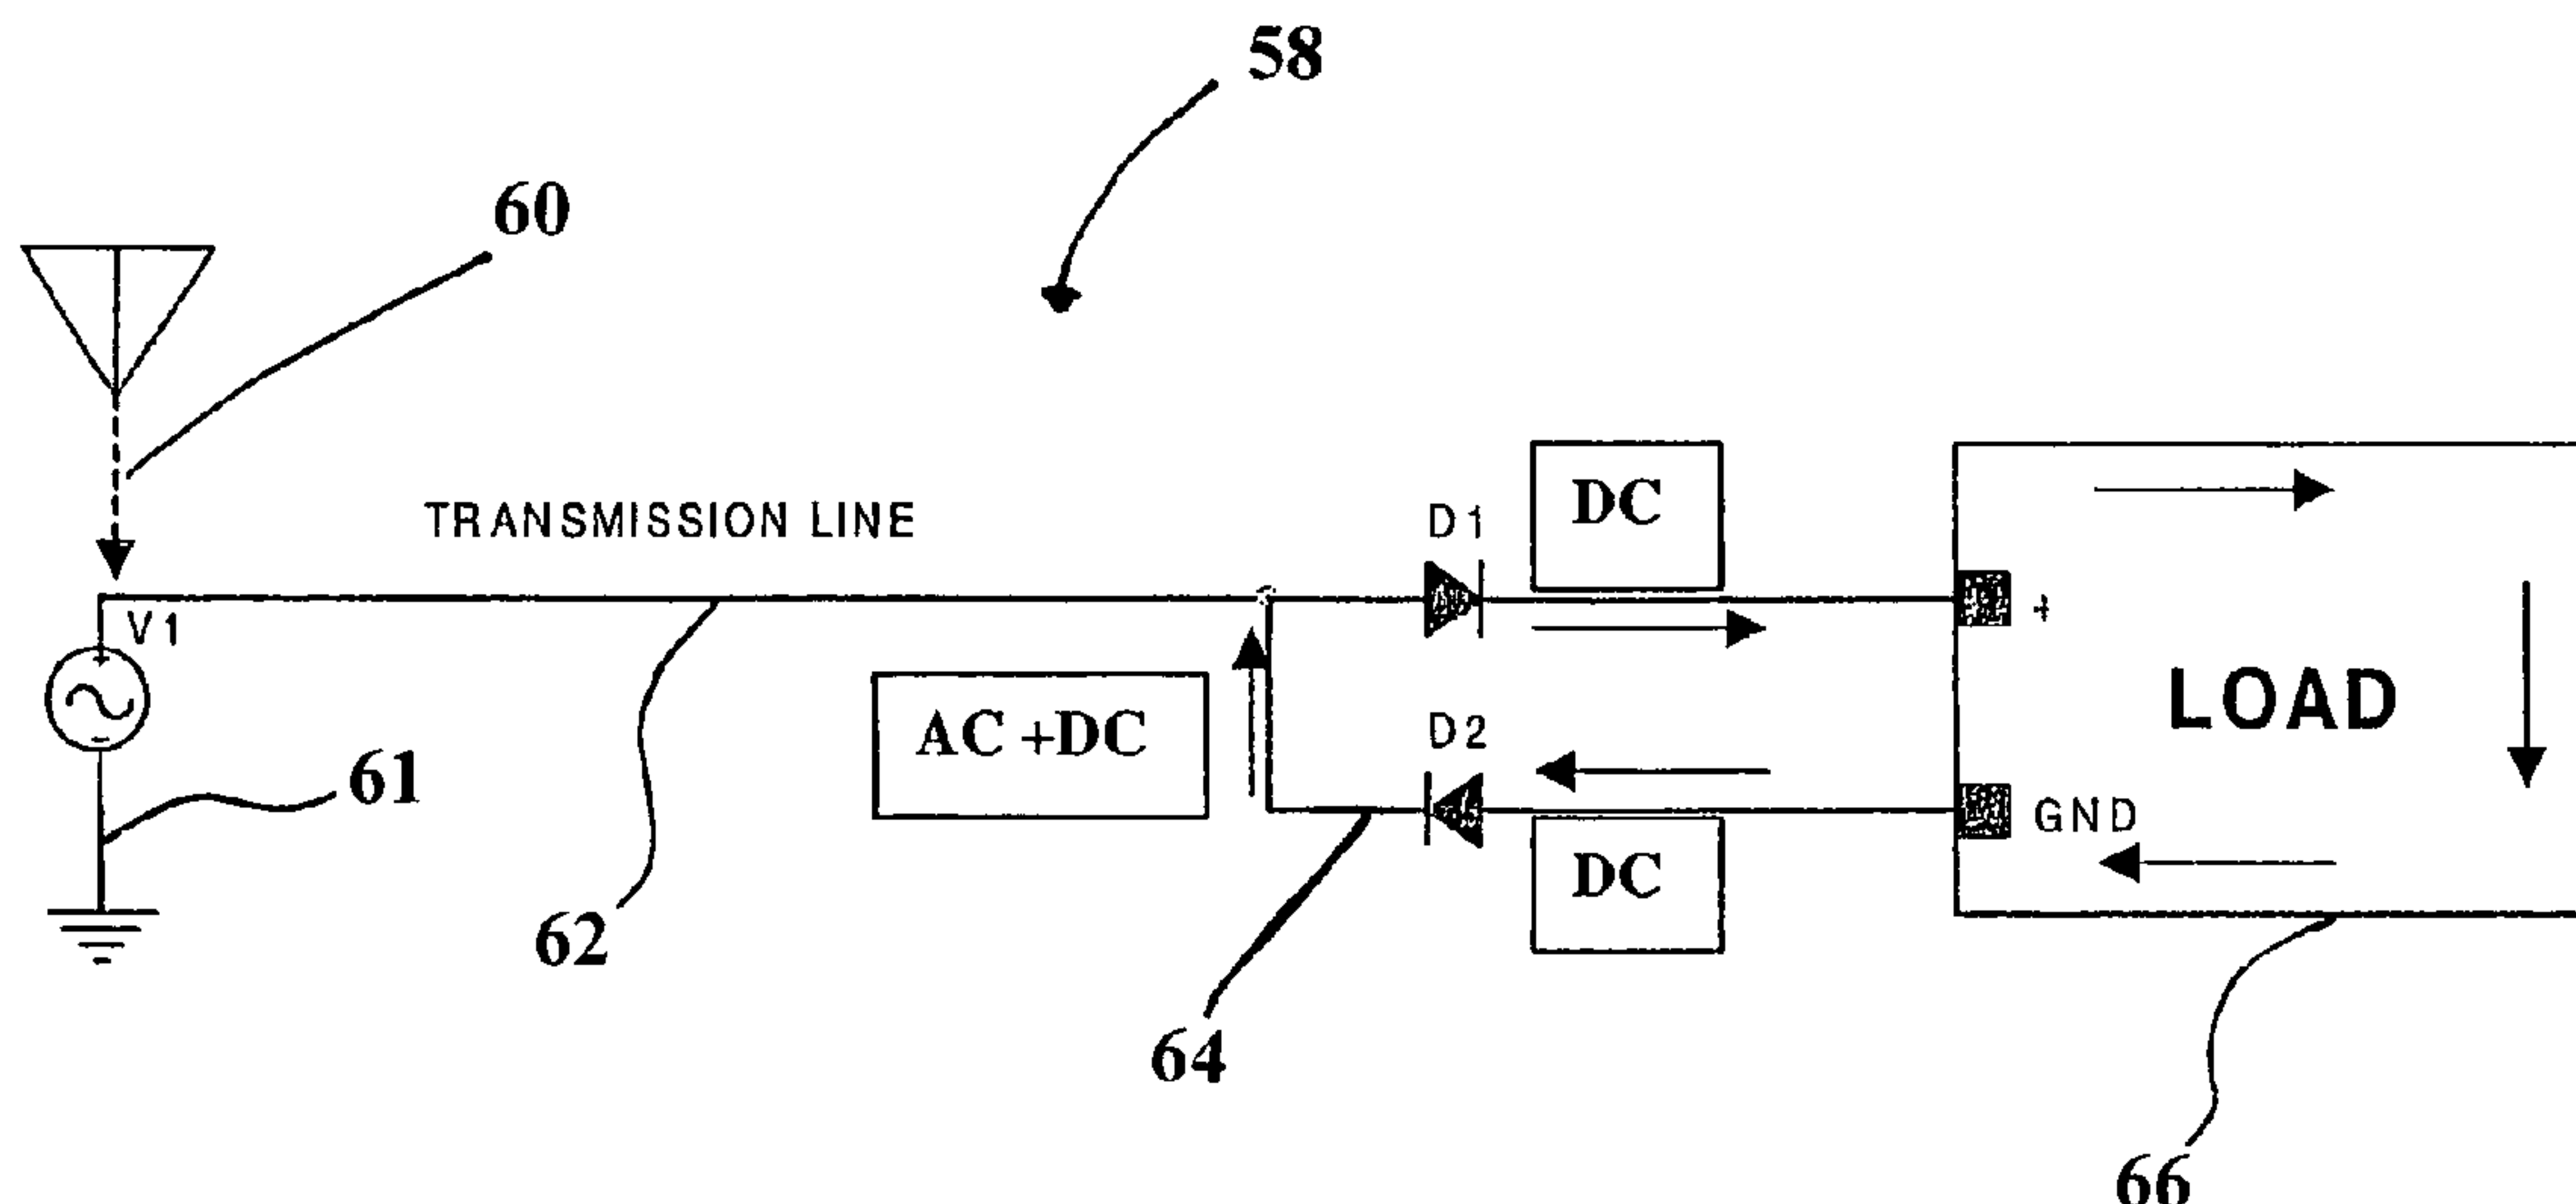 58
60
TRANSMISSION LINE
D1
DC
V1
+
-
+
AC +DC
D2
LOAD
61
GND
DC
62
64
66